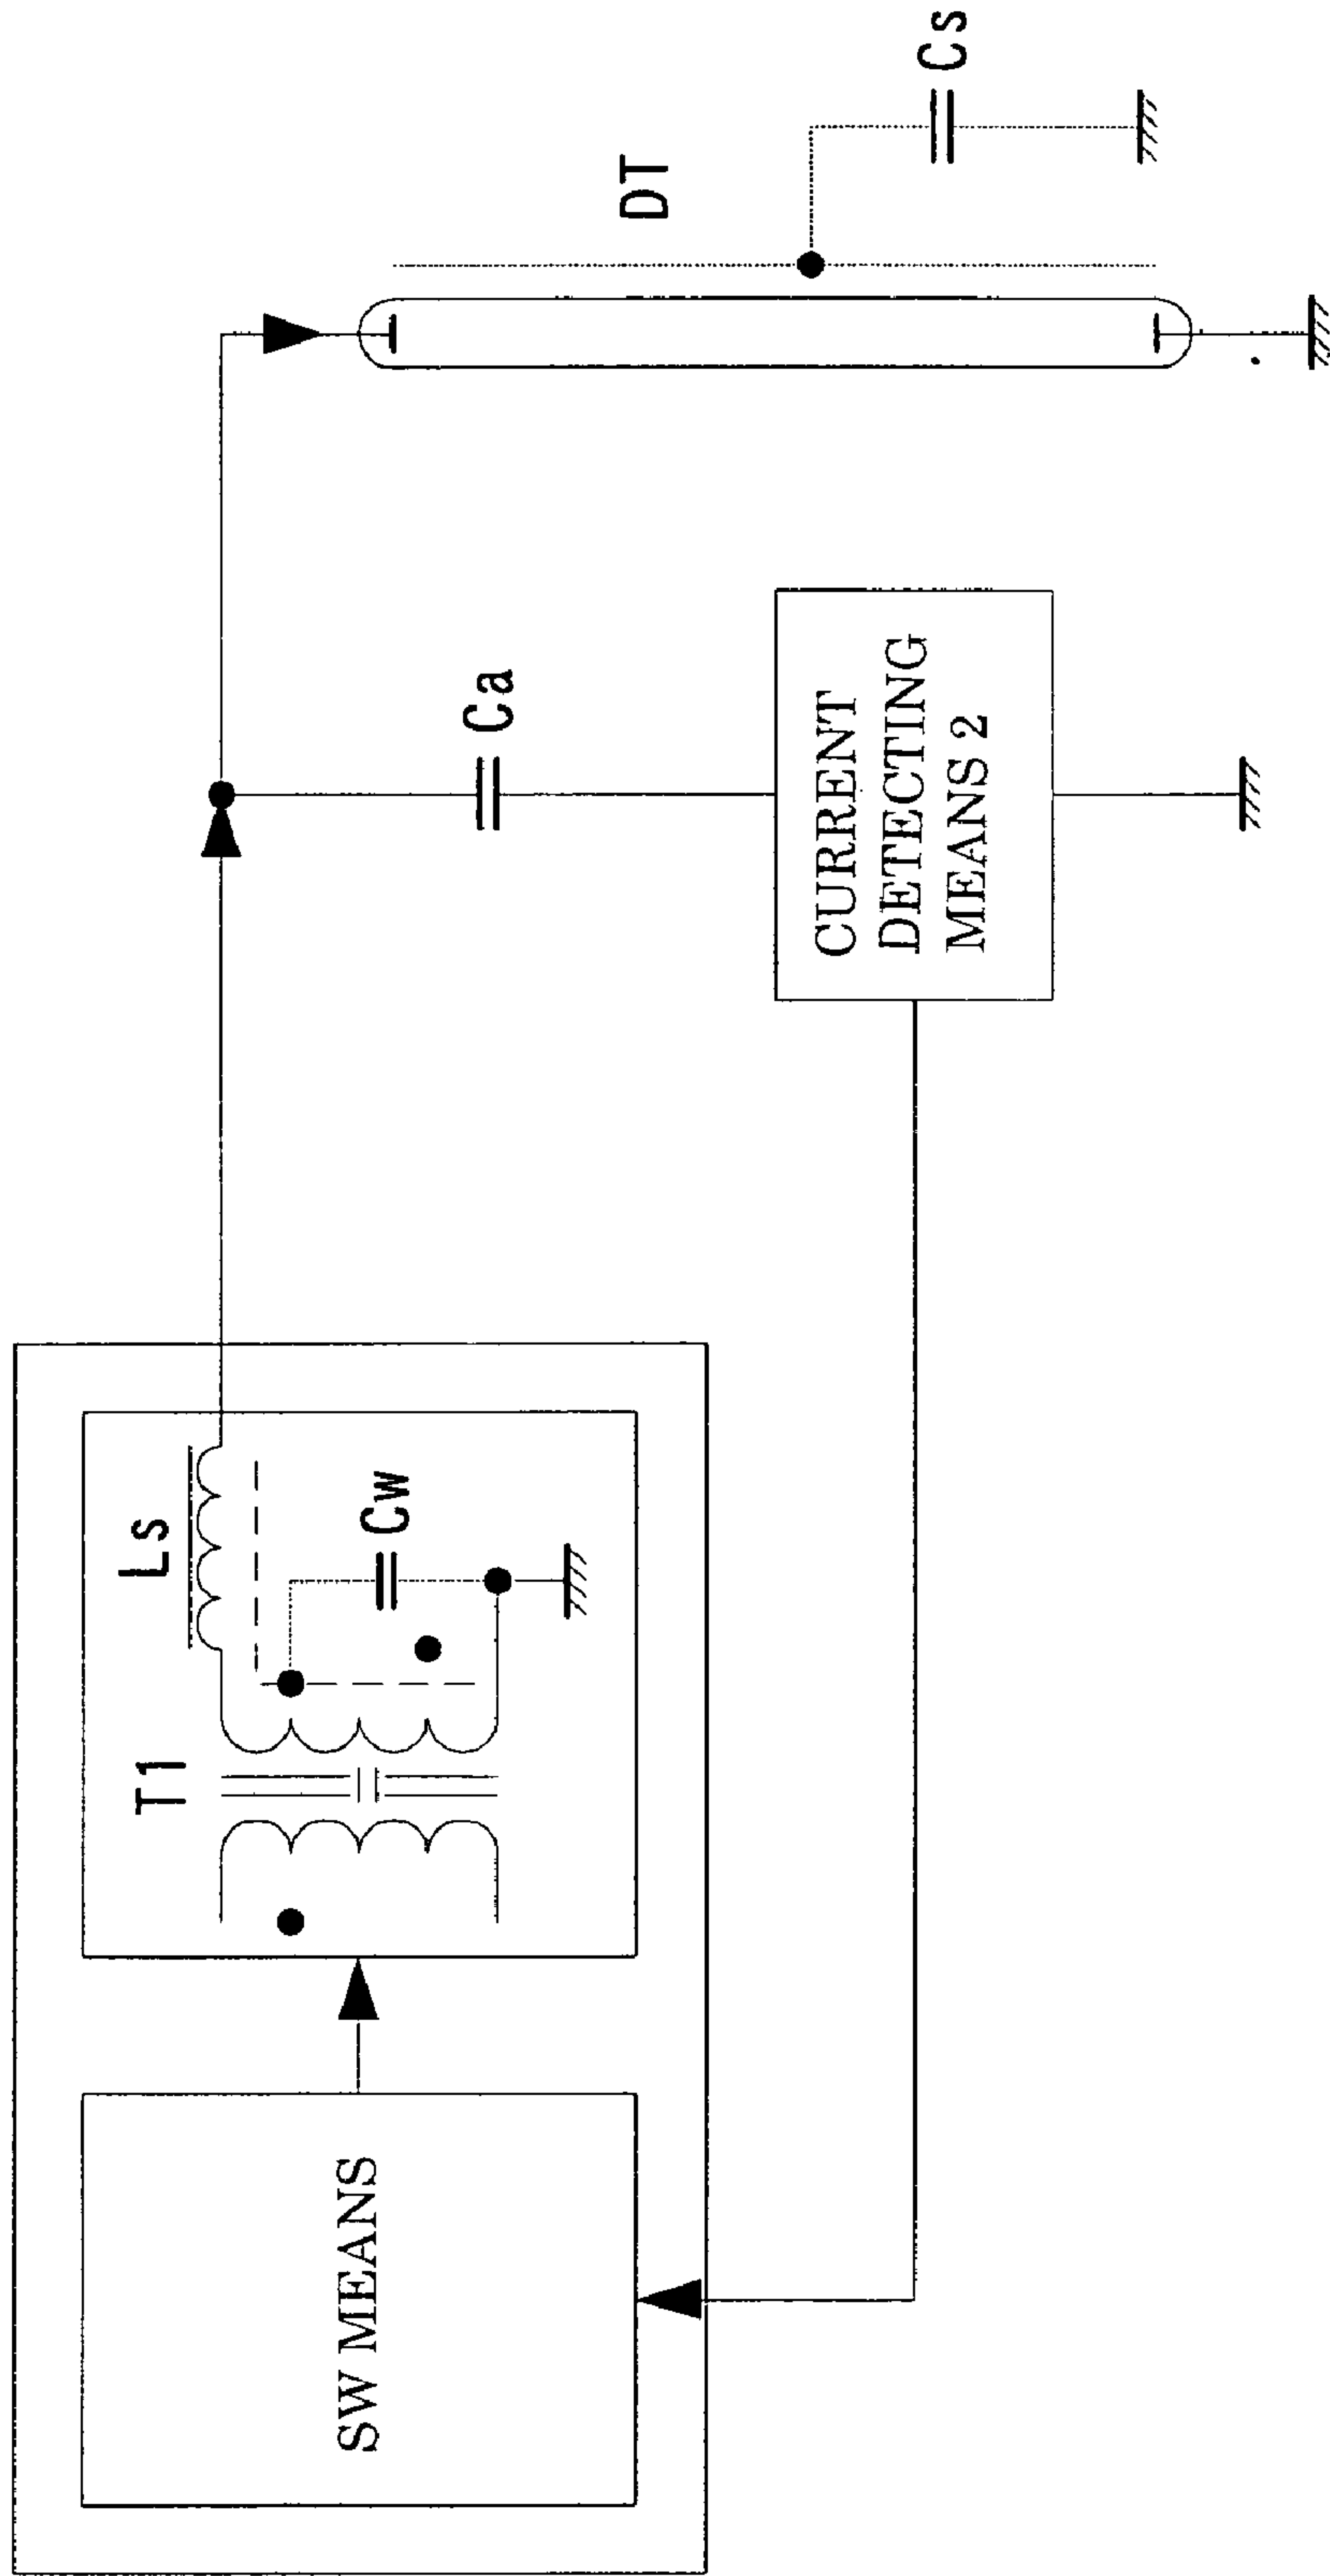 SW MEANS
T1
Ls
Cw
Ca
CURRENT
DETECTING
MEANS 2
DT
Cs